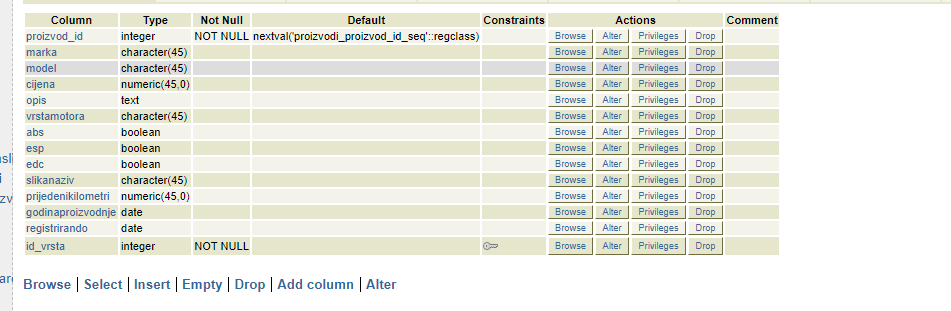 Column Type Not Null Default Constraints Actions Comment
proizvod_id integer NOT NULL nextval('proizvodi_proizvod_id_seq'::regclass) Browse Alter Privileges Drop
marka character(45) Browse Alter Privileges Drop
model character(45) Browse Alter Privileges Drop
cijena numeric(45,0) Browse Alter Privileges Drop
opis text Browse Alter Privileges Drop
vrstamotora character(45) Browse Alter Privileges Drop
abs boolean Browse Alter Privileges Drop
esp boolean Browse Alter Privileges Drop
edc boolean Browse Alter Privileges Drop
slikanaziv character(45) Browse Alter Privileges Drop
prijedenikilometri numeric(45,0) Browse Alter Privileges Drop
godinaproizvodnje date Browse Alter Privileges Drop
registrirando date Browse Alter Privileges Drop
id_vrsta integer NOT NULL Browse Alter Privileges Drop
Browse | Select | Insert | Empty | Drop | Add column | Alter